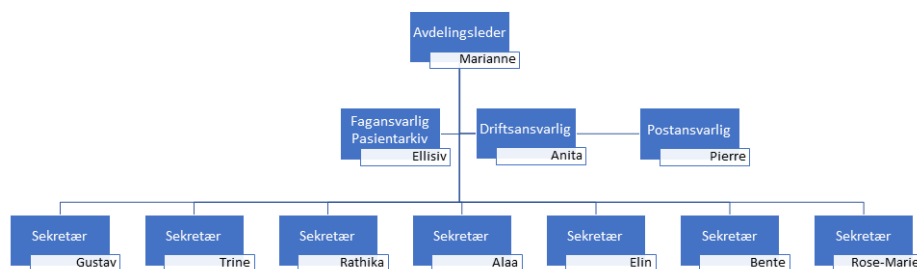 Avdelingsleder
Marianne
Fagansvarlig
Pasientarkiv
Ellisiv
Driftsansvarlig
Anita
Postansvarlig
Pierre
Sekretær
Gustav
Sekretær
Trine
Sekretær
Rathika
Sekretær
Alaa
Sekretær
Elin
Sekretær
Bente
Sekretær
Rose-Marie